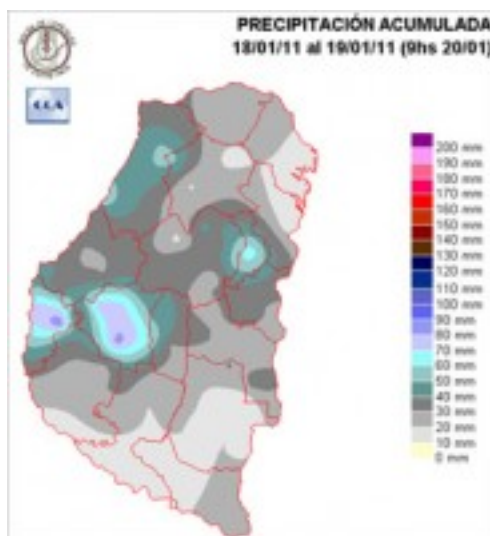 PRECIPITACIÓN ACUMULADA
18/01/11 al 19/01/11 (9hs 20/01)
CCA
200 mm
190 mm
180 mm
170 mm
160 mm
150 mm
140 mm
130 mm
120 mm
110 mm
100 mm
90 mm
80 mm
70 mm
60 mm
50 mm
40 mm
30 mm
20 mm
10 mm
0 mm